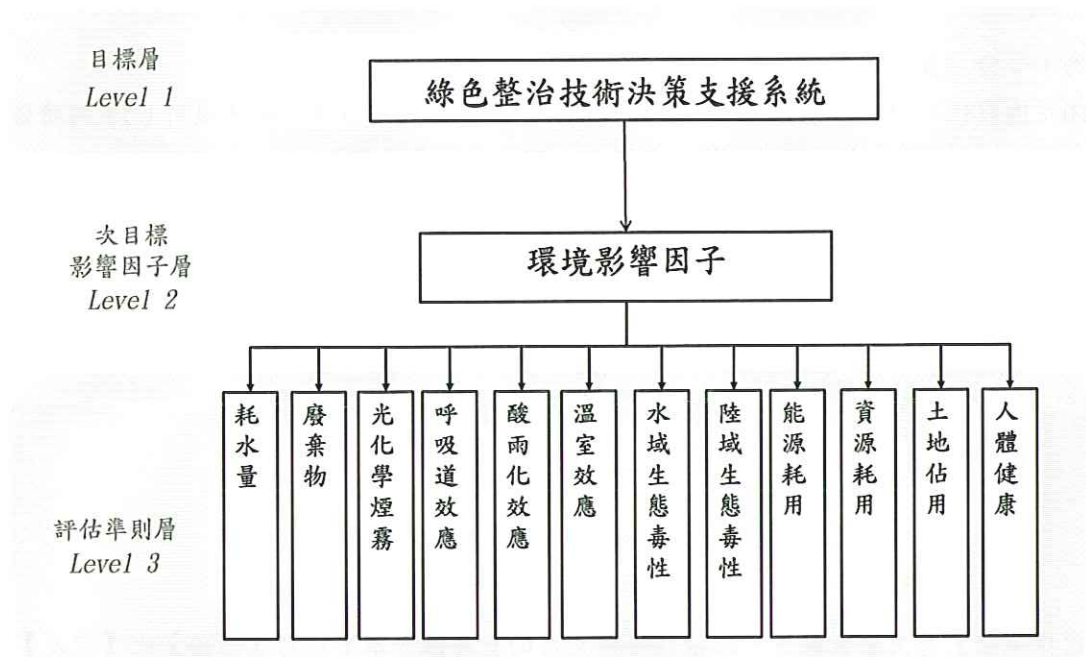 目標層
Level 1
綠色整治技術決策支援系統
次目標
影響因子層
Level 2
環境影響因子
評估準則層
Level 3
耗水量
廢棄物
光化學煙霧
呼吸道效應
酸雨化效應
溫室效應
水域生態毒性
陸域生態毒性
能源耗用
資源耗用
土地佔用
人體健康